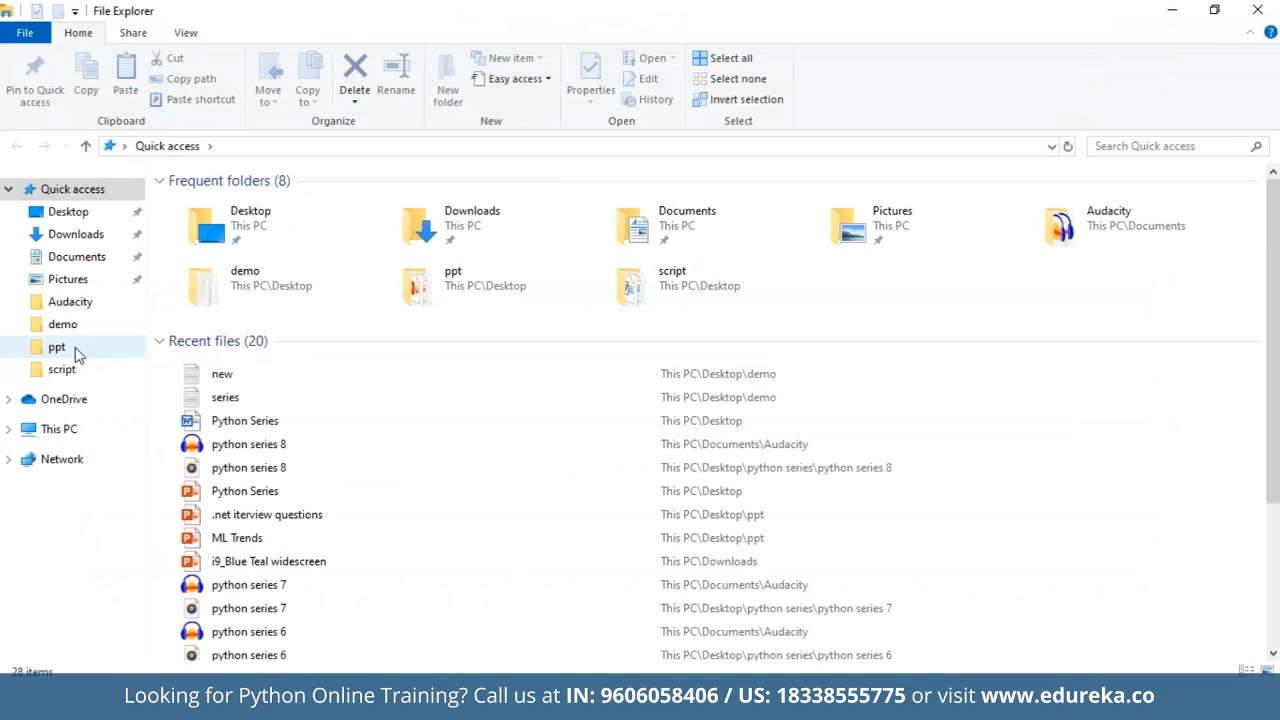 File Explorer
File Home Share View
Pin to Quick access
Copy
Paste
Cut
Copy path
Paste shortcut
Clipboard
Move to
Copy to
Delete
Rename
Organize
New folder
New item
Easy access
New
Properties
Open
Edit
History
Open
Select all
Select none
Invert selection
Select
Quick access
Search Quick access
Quick access
Desktop
Downloads
Documents
Pictures
Audacity
demo
ppt
script
OneDrive
This PC
Network
Frequent folders (8)
Desktop
This PC
Downloads
This PC
Documents
This PC
Pictures
This PC
Audacity
This PC\Documents
demo
This PC\Desktop
ppt
This PC\Desktop
script
This PC\Desktop
Recent files (20)
new This PC\Desktop\demo
series This PC\Desktop\demo
Python Series This PC\Desktop
python series 8 This PC\Documents\Audacity
python series 8 This PC\Desktop\python series\python series 8
Python Series This PC\Desktop
.net iterview questions This PC\Desktop\ppt
ML Trends This PC\Desktop\ppt
i9_Blue Teal widescreen This PC\Downloads
python series 7 This PC\Documents\Audacity
python series 7 This PC\Desktop\python series\python series 7
python series 6 This PC\Documents\Audacity
python series 6 This PC\Desktop\python series\python series 6
28 items
Looking for Python Online Training? Call us at IN: 9606058406 / US: 18338555775 or visit www.edureka.co